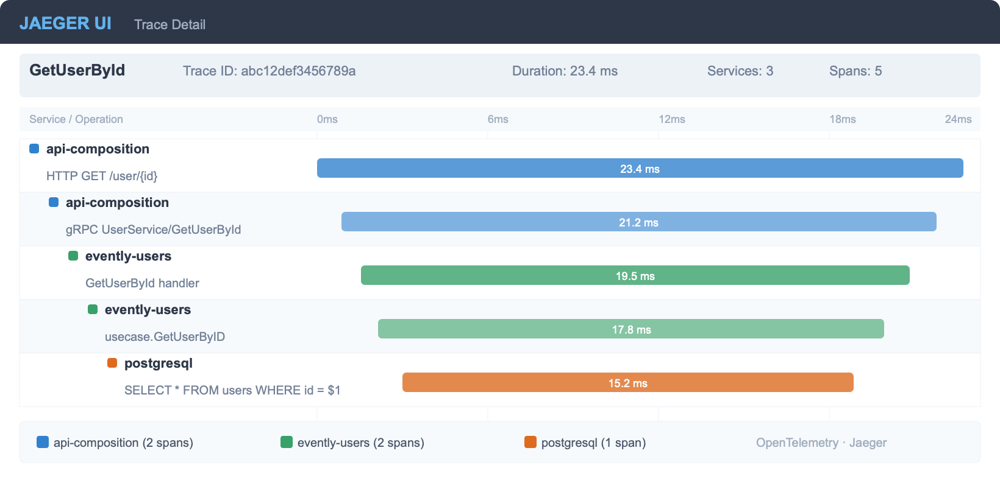 JAEGER UI Trace Detail
GetUserById Trace ID: abc12def3456789a Duration: 23.4 ms Services: 3 Spans: 5
Service / Operation 0ms 6ms 12ms 18ms 24ms
api-composition
HTTP GET /user/{id} 23.4 ms
api-composition
gRPC UserService/GetUserById 21.2 ms
evently-users
GetUserById handler 19.5 ms
evently-users
usecase.GetUserByID 17.8 ms
postgresql
SELECT * FROM users WHERE id = $1 15.2 ms
api-composition (2 spans) evently-users (2 spans) postgresql (1 span) OpenTelemetry · Jaeger